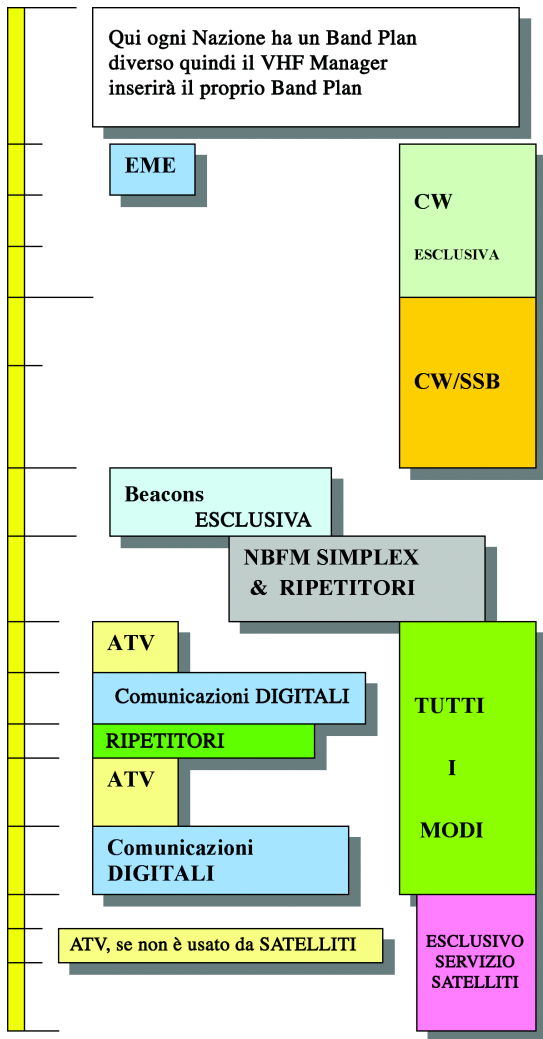 Qui ogni Nazione ha un Band Plan
diverso quindi il VHF Manager
inserirà il proprio Band Plan
EME
CW
ESCLUSIVA
CW/SSB
Beacons
ESCLUSIVA
NBFM SIMPLEX
& RIPETITORI
ATV
Comunicazioni DIGITALI
RIPETITORI
ATV
Comunicazioni
DIGITALI
TUTTI
I
MODI
ATV, se non è usato da SATELLITI
ESCLUSIVO
SERVIZIO
SATELLITI